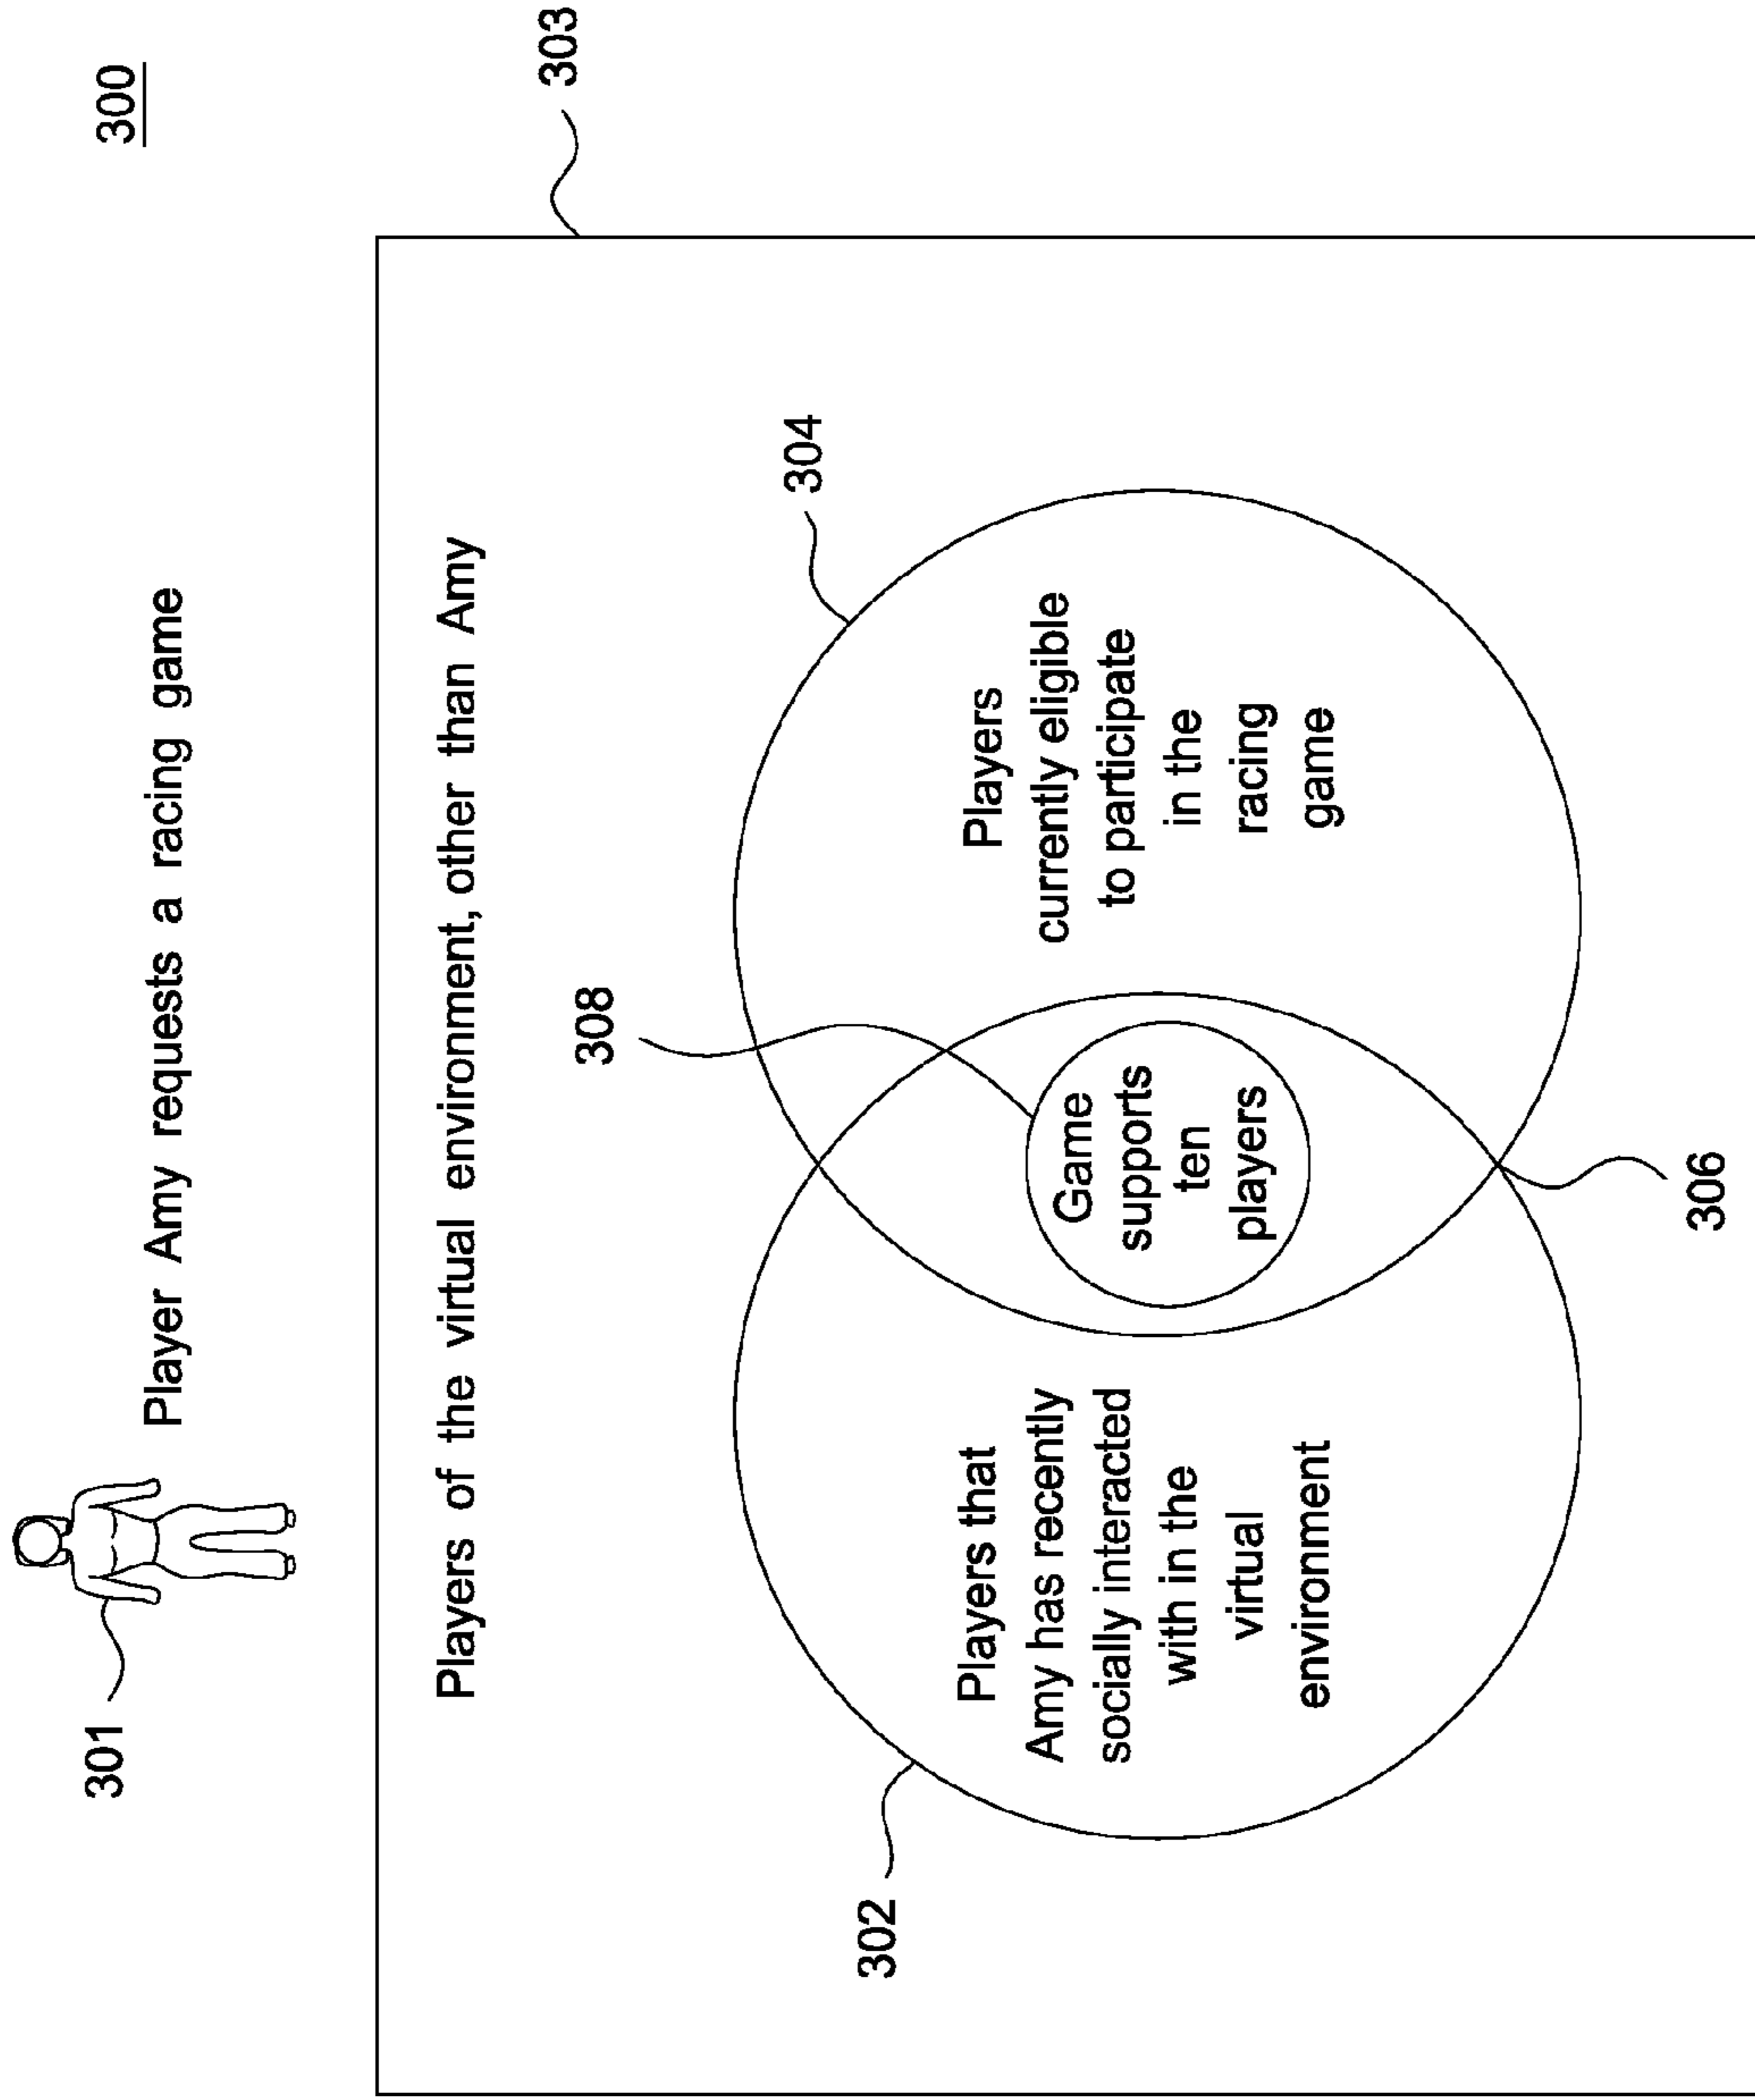 300
301
Player Amy requests a racing game
303
Players of the virtual environment, other than Amy
308
304
302
Players that
Amy has recently
socially interacted
with in the
virtual
environment
Game
supports
ten
players
Players
currently eligible
to participate
in the
racing
game
306